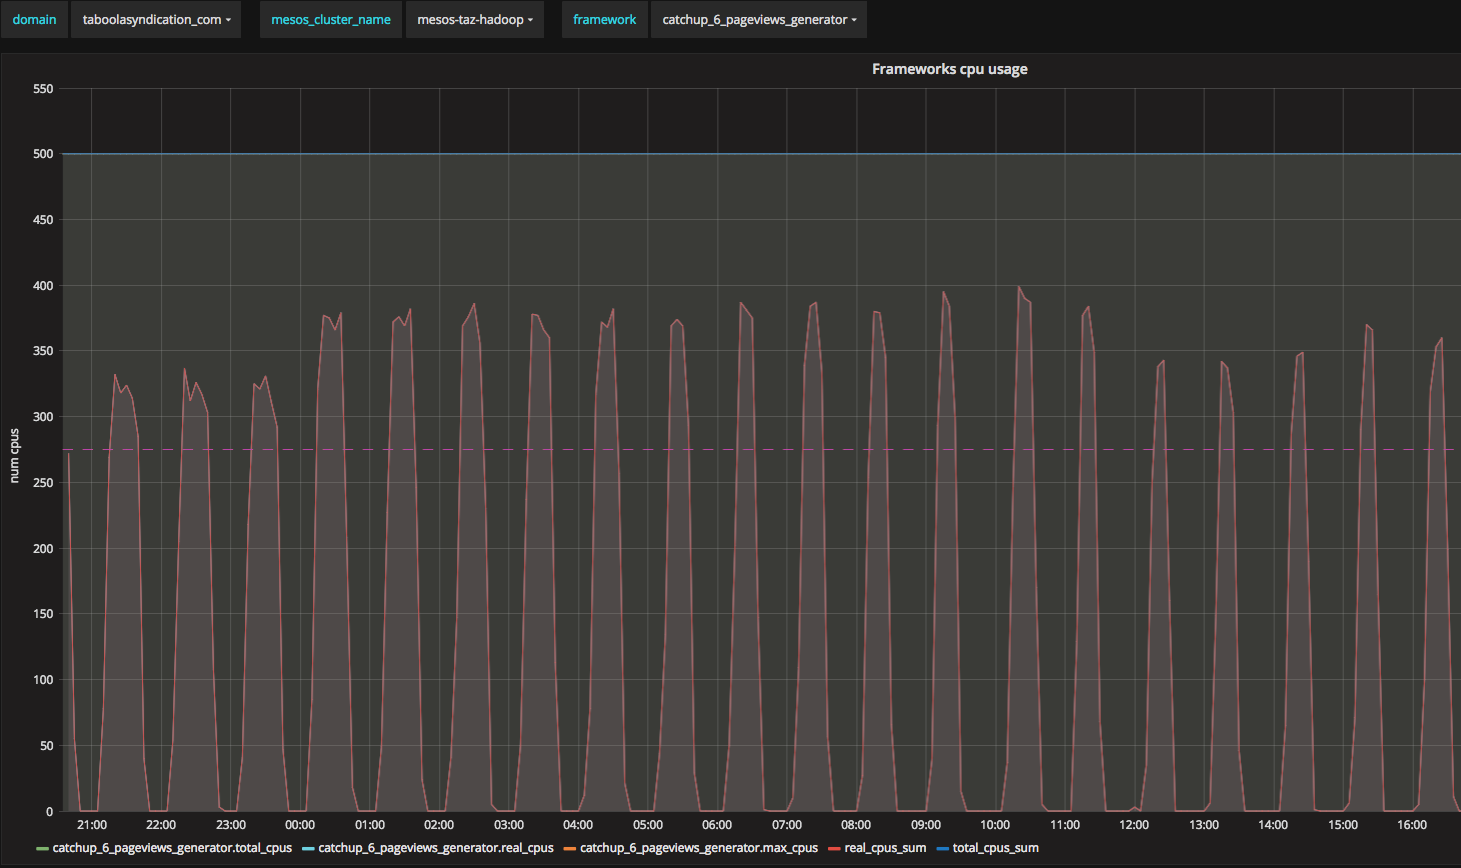 domain taboolasyndication_com mesos_cluster_name mesos-taz-hadoop framework catchup_6_pageviews_generator
Frameworks cpu usage
550
500
450
400
350
300
250
200
150
100
50
0
num cpus
21:00 22:00 23:00 00:00 01:00 02:00 03:00 04:00 05:00 06:00 07:00 08:00 09:00 10:00 11:00 12:00 13:00 14:00 15:00 16:00
catchup_6_pageviews_generator.total_cpus catchup_6_pageviews_generator.real_cpus catchup_6_pageviews_generator.max_cpus real_cpus_sum total_cpus_sum